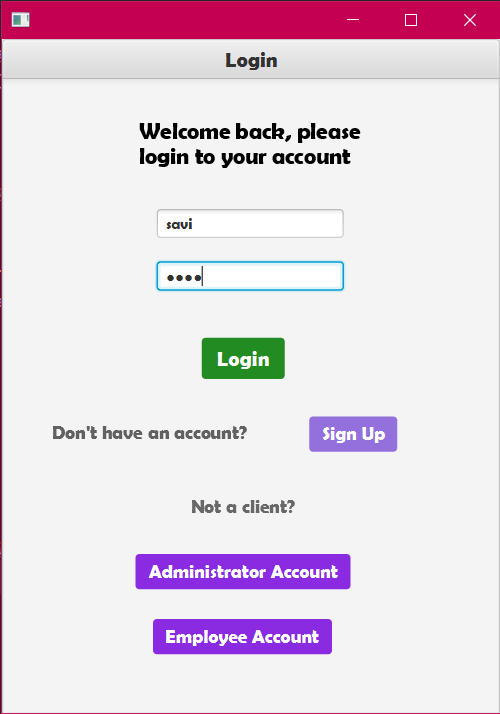 Login
Welcome back, please
login to your account
savi
••••
Login
Don't have an account?
Sign Up
Not a client?
Administrator Account
Employee Account